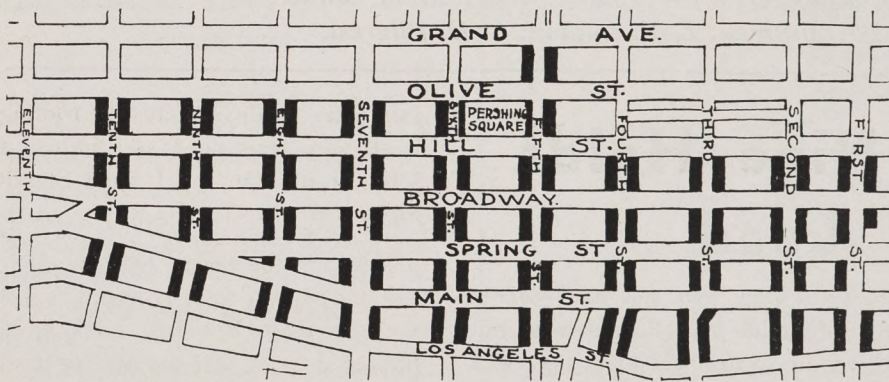 GRAND AVE.
OLIVE ST.
ELEVENTH
TENTH ST.
NINTH ST.
EIGHT ST.
SEVENTH ST.
SIXTH ST.
PERSHING
SQUARE
FIFTH ST.
FOURTH ST.
THIRD ST.
SECOND ST.
FIRST ST.
HILL ST.
BROADWAY.
SPRING ST
MAIN ST.
LOS ANGELES ST.